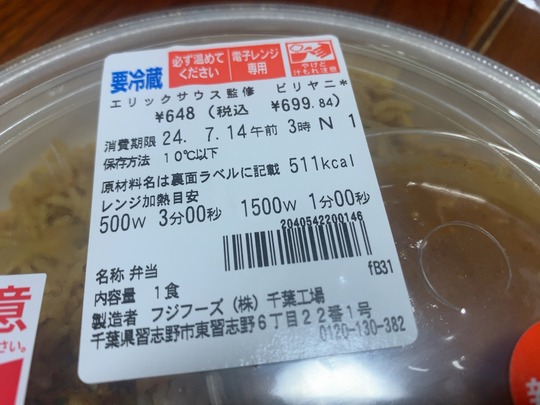 要冷蔵
必ず温めて
ください
電子レンジ
専用
やけど
汁もれ注意
エリックサウス監修 ビリヤニ*
¥648 (税込 ¥699.84)
消費期限 24. 7.14午前 3時 N 1
保存方法 10℃以下
原材料名は裏面ラベルに記載 511kcal
レンジ加熱目安
500W 3分00秒 1500W 1分00秒
2040542200146
fB31
名称 弁当
内容量 1食
製造者 フジフーズ(株)千葉工場
千葉県習志野市東習志野6丁目22番1号
0120-130-382
意
さい。